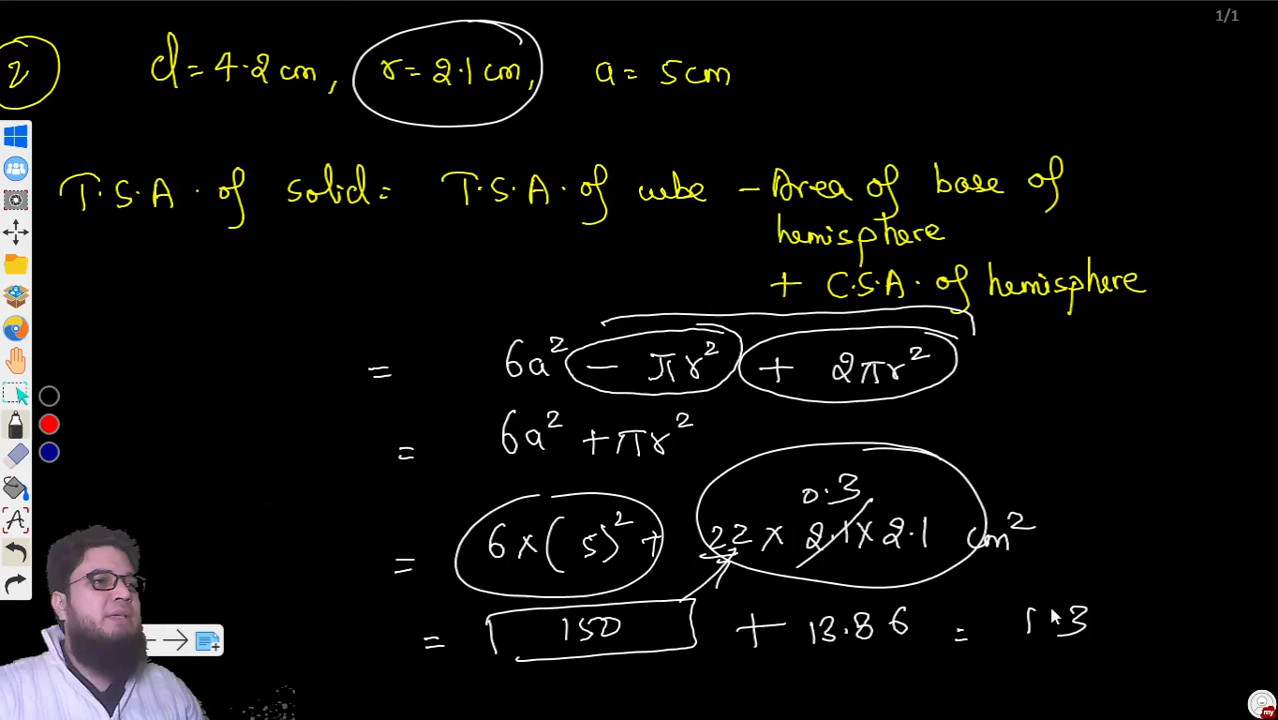 1/1
2 d = 4.2 cm, r = 2.1 cm, a = 5 cm
T.S.A. of solid = T.S.A. of cube - Area of base of
hemisphere
+ C.S.A. of hemisphere
= 6a² - πr² + 2πr²
= 6a² + πr²
0.3
= 6 × (5)² + 22 × 2.1 × 2.1 cm²
= 150 + 13.86 =
my